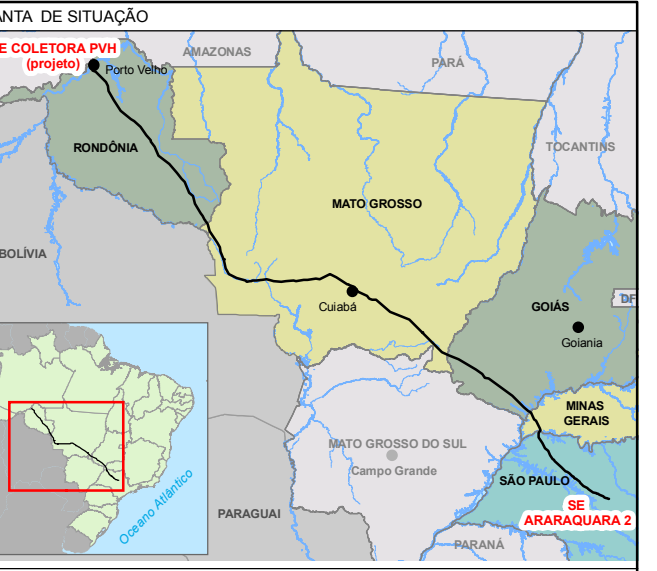 ANTA DE SITUAÇÃO
E COLETORA PVH
(projeto)
Porto Velho
AMAZONAS
PARÁ
RONDÔNIA
TOCANTINS
MATO GROSSO
BOLÍVIA
Cuiabá
GOIÁS
DF
Goiania
MINAS
GERAIS
MATO GROSSO DO SUL
Campo Grande
SÃO PAULO
SE
ARARAQUARA 2
PARAGUAI
PARANÁ
Oceano Atlântico